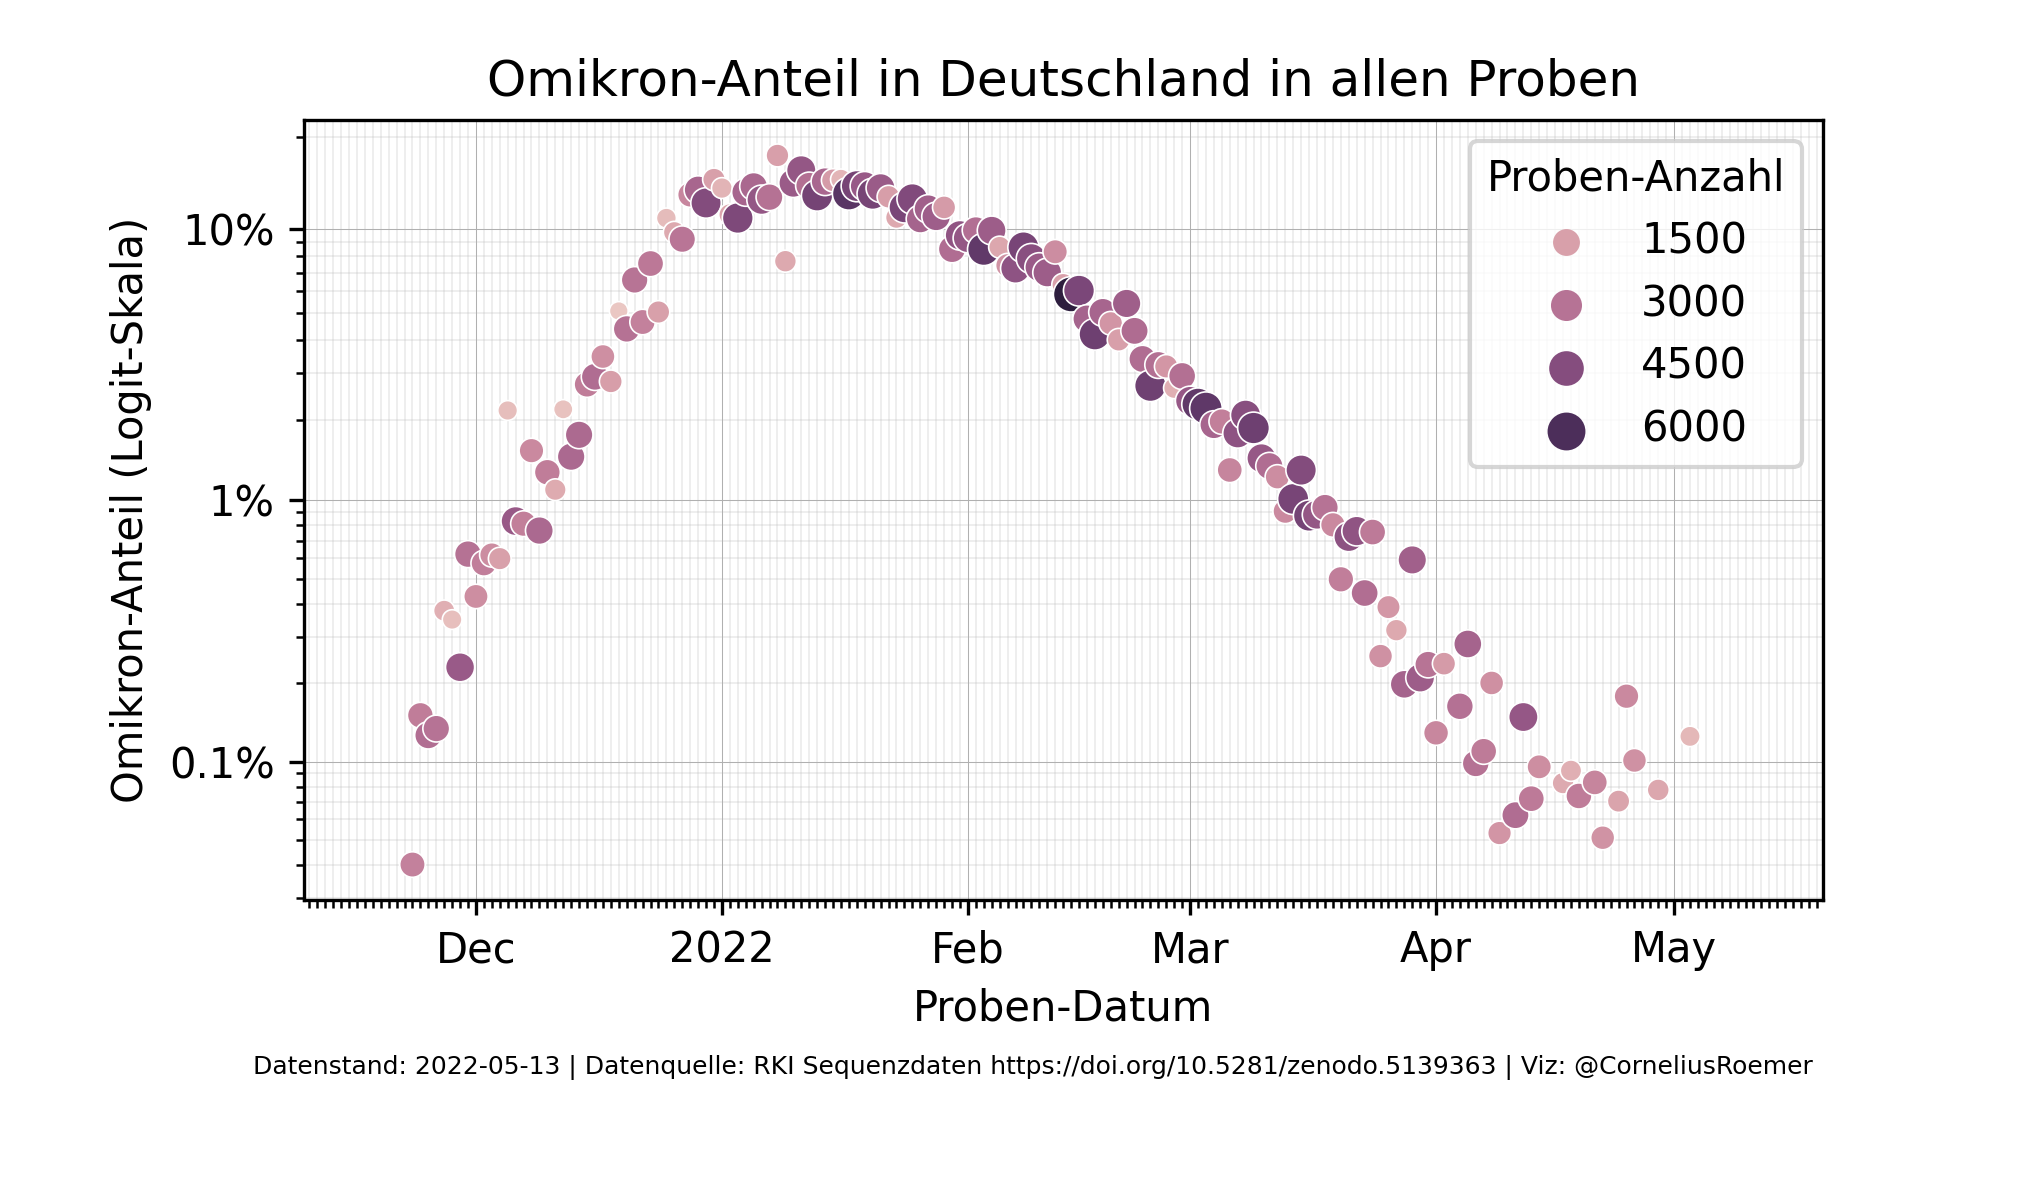 Omikron-Anteil in Deutschland in allen Proben
Omikron-Anteil (Logit-Skala)
10%
1%
0.1%
Proben-Anzahl
1500
3000
4500
6000
Dec 2022 Feb Mar Apr May
Proben-Datum
Datenstand: 2022-05-13 | Datenquelle: RKI Sequenzdaten https://doi.org/10.5281/zenodo.5139363 | Viz: @CorneliusRoemer